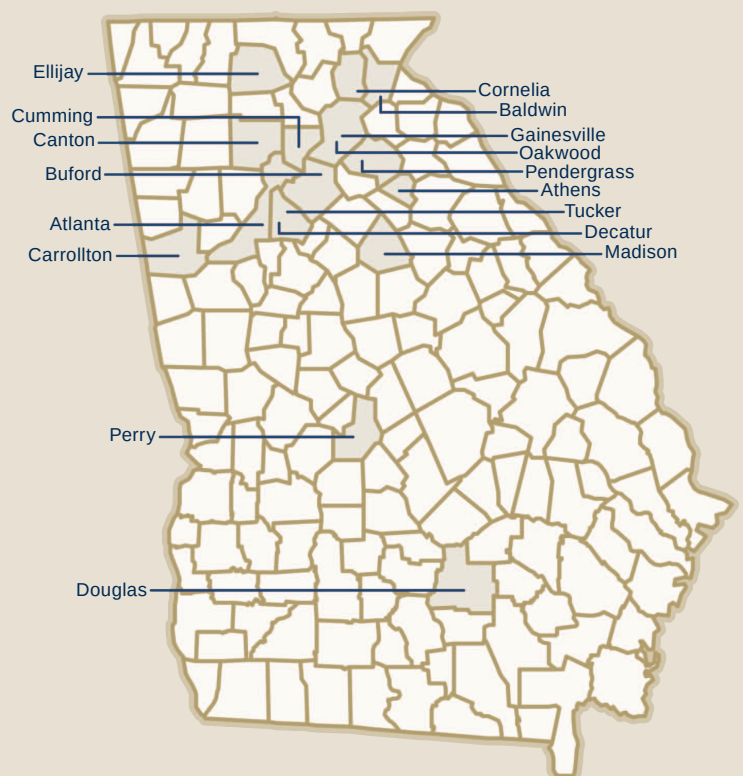 Ellijay
Cornelia
Baldwin
Cumming
Gainesville
Canton
Oakwood
Buford
Pendergrass
Athens
Tucker
Atlanta
Decatur
Carrollton
Madison
Perry
Douglas